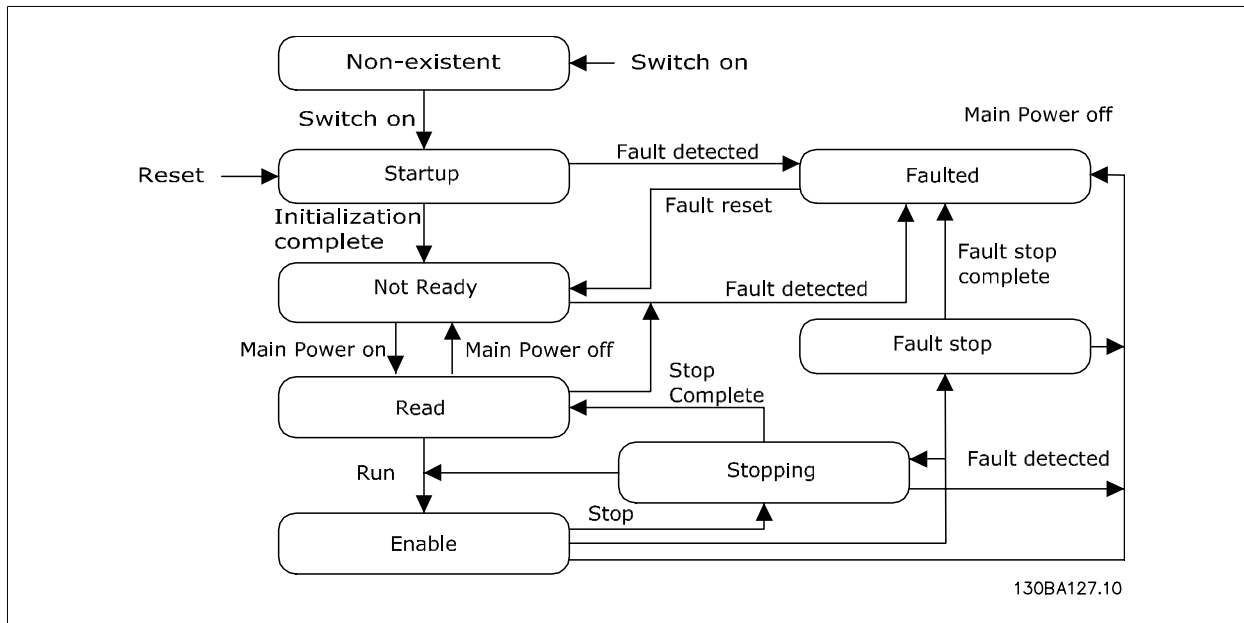 Non-existent
Switch on
Switch on
Main Power off
Reset
Startup
Fault detected
Faulted
Initialization
complete
Fault reset
Fault stop
complete
Not Ready
Fault detected
Main Power on
Main Power off
Fault stop
Stop
Complete
Read
Run
Stopping
Fault detected
Stop
Enable
130BA127.10